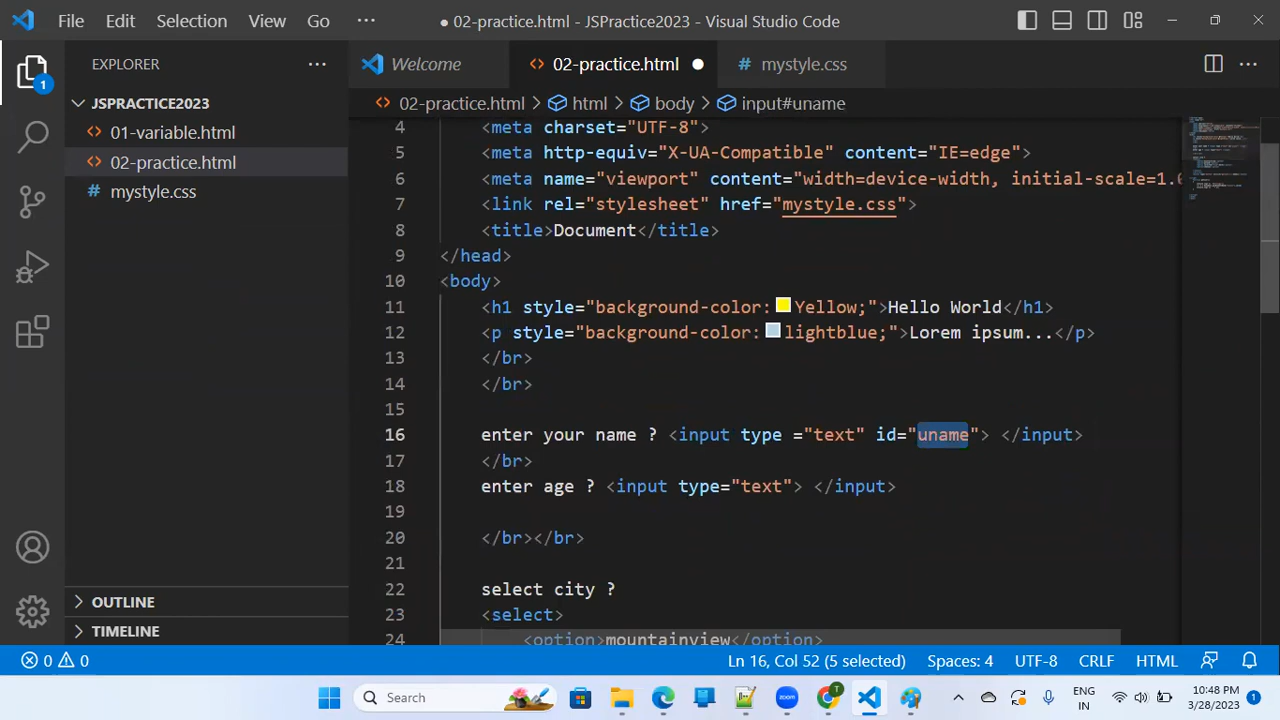 File Edit Selection View Go ··· ● 02-practice.html - JSPractice2023 - Visual Studio Code
EXPLORER ···
Welcome 02-practice.html ● # mystyle.css ···
1
JSPRACTICE2023
01-variable.html
02-practice.html
# mystyle.css
OUTLINE
TIMELINE
02-practice.html > html > body > input#uname
4 <meta charset="UTF-8">
5 <meta http-equiv="X-UA-Compatible" content="IE=edge">
6 <meta name="viewport" content="width=device-width, initial-scale=1.0
7 <link rel="stylesheet" href="mystyle.css">
8 <title>Document</title>
9 </head>
10 <body>
11 <h1 style="background-color:Yellow;">Hello World</h1>
12 <p style="background-color:lightblue;">Lorem ipsum...</p>
13 </br>
14 </br>
15
16 enter your name ? <input type ="text" id="uname"> </input>
17 </br>
18 enter age ? <input type="text"> </input>
19
20 </br></br>
21
22 select city ?
23 <select>
24 <option>mountainview</option>
0 0 Ln 16, Col 52 (5 selected) Spaces: 4 UTF-8 CRLF HTML
Search T ENG IN 10:48 PM 3/28/2023 1